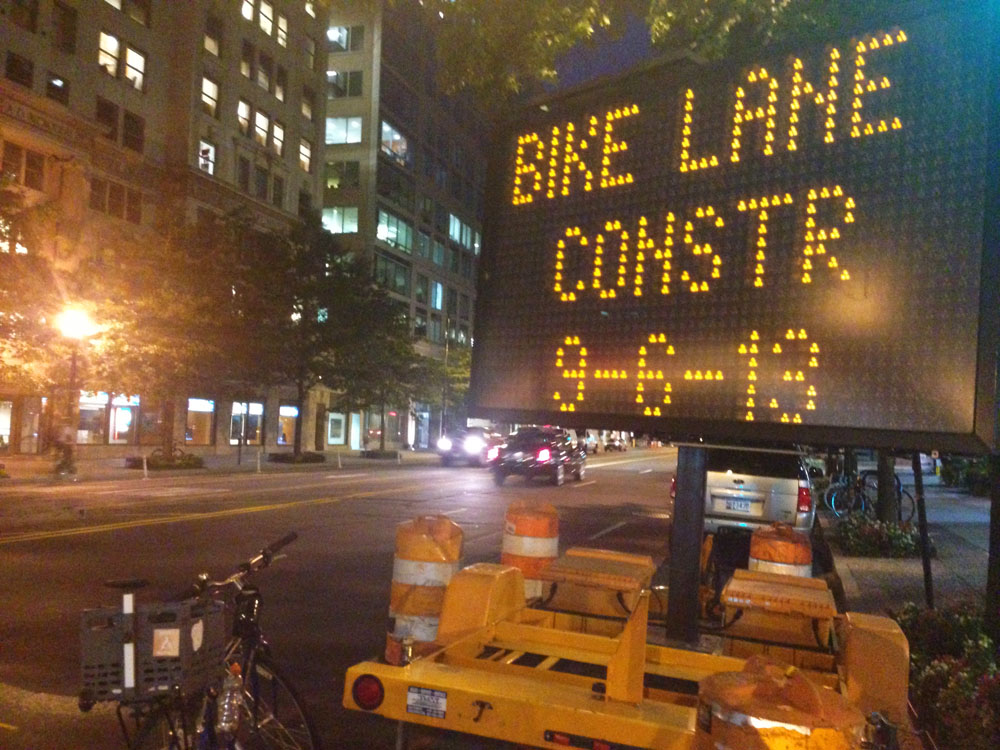 BIKE LANE
CONSTR
9-6-13